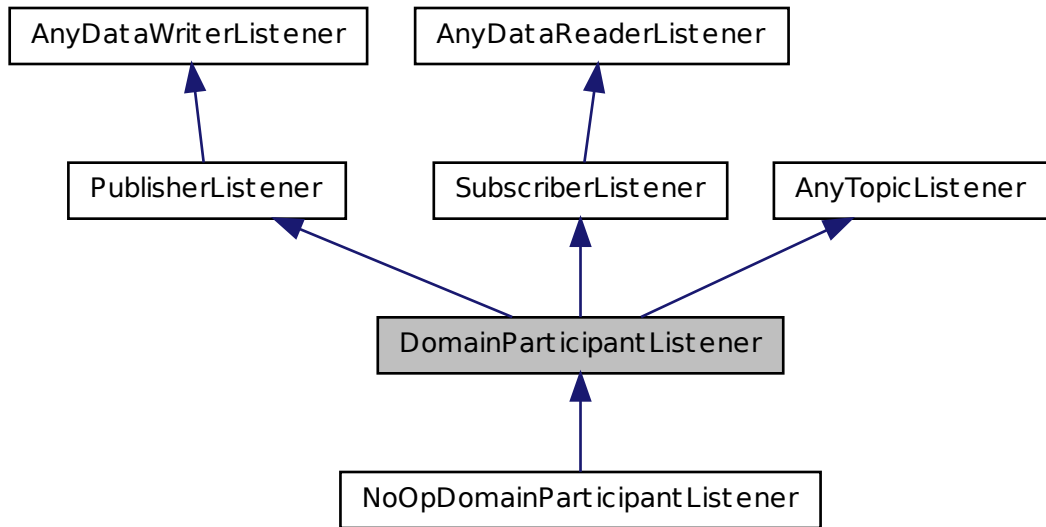 AnyDataWriterListener
AnyDataReaderListener
PublisherListener
SubscriberListener
AnyTopicListener
DomainParticipantListener
NoOpDomainParticipantListener